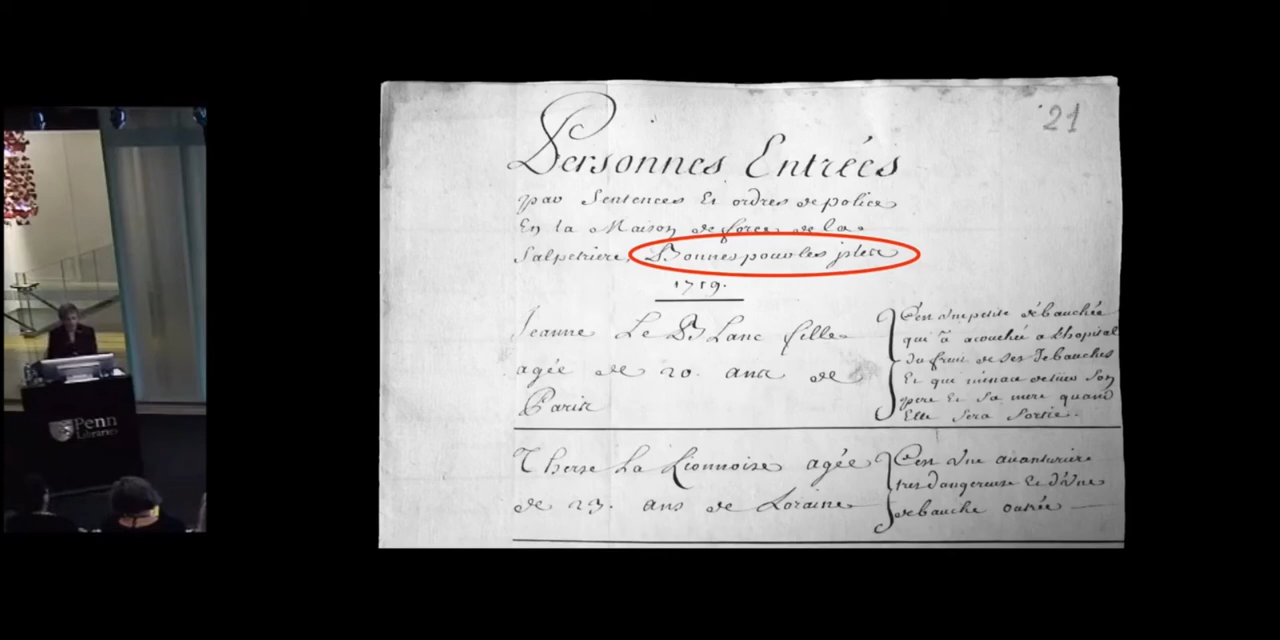 21
Personnes Entrées
par Sentences Et ordres de police
En la Maison de force de la
Salpetriere, Bonnes pour les isles
1719.
Jeanne Le Blanc fille
agée de 20. ans de
Paris
C'est une petite débauchée
qui a acouché a l'hopital
du fruit de ses debauches
Et qui menace de tuer Son
pere Et Sa mere quand
Elle Sera Sortie.
Therse La Lionnoise agée
de 23. ans de Loraine
C'est Une avanturiere
tres dangereuse Et d'Une
debauche outrée
Penn
Libraries